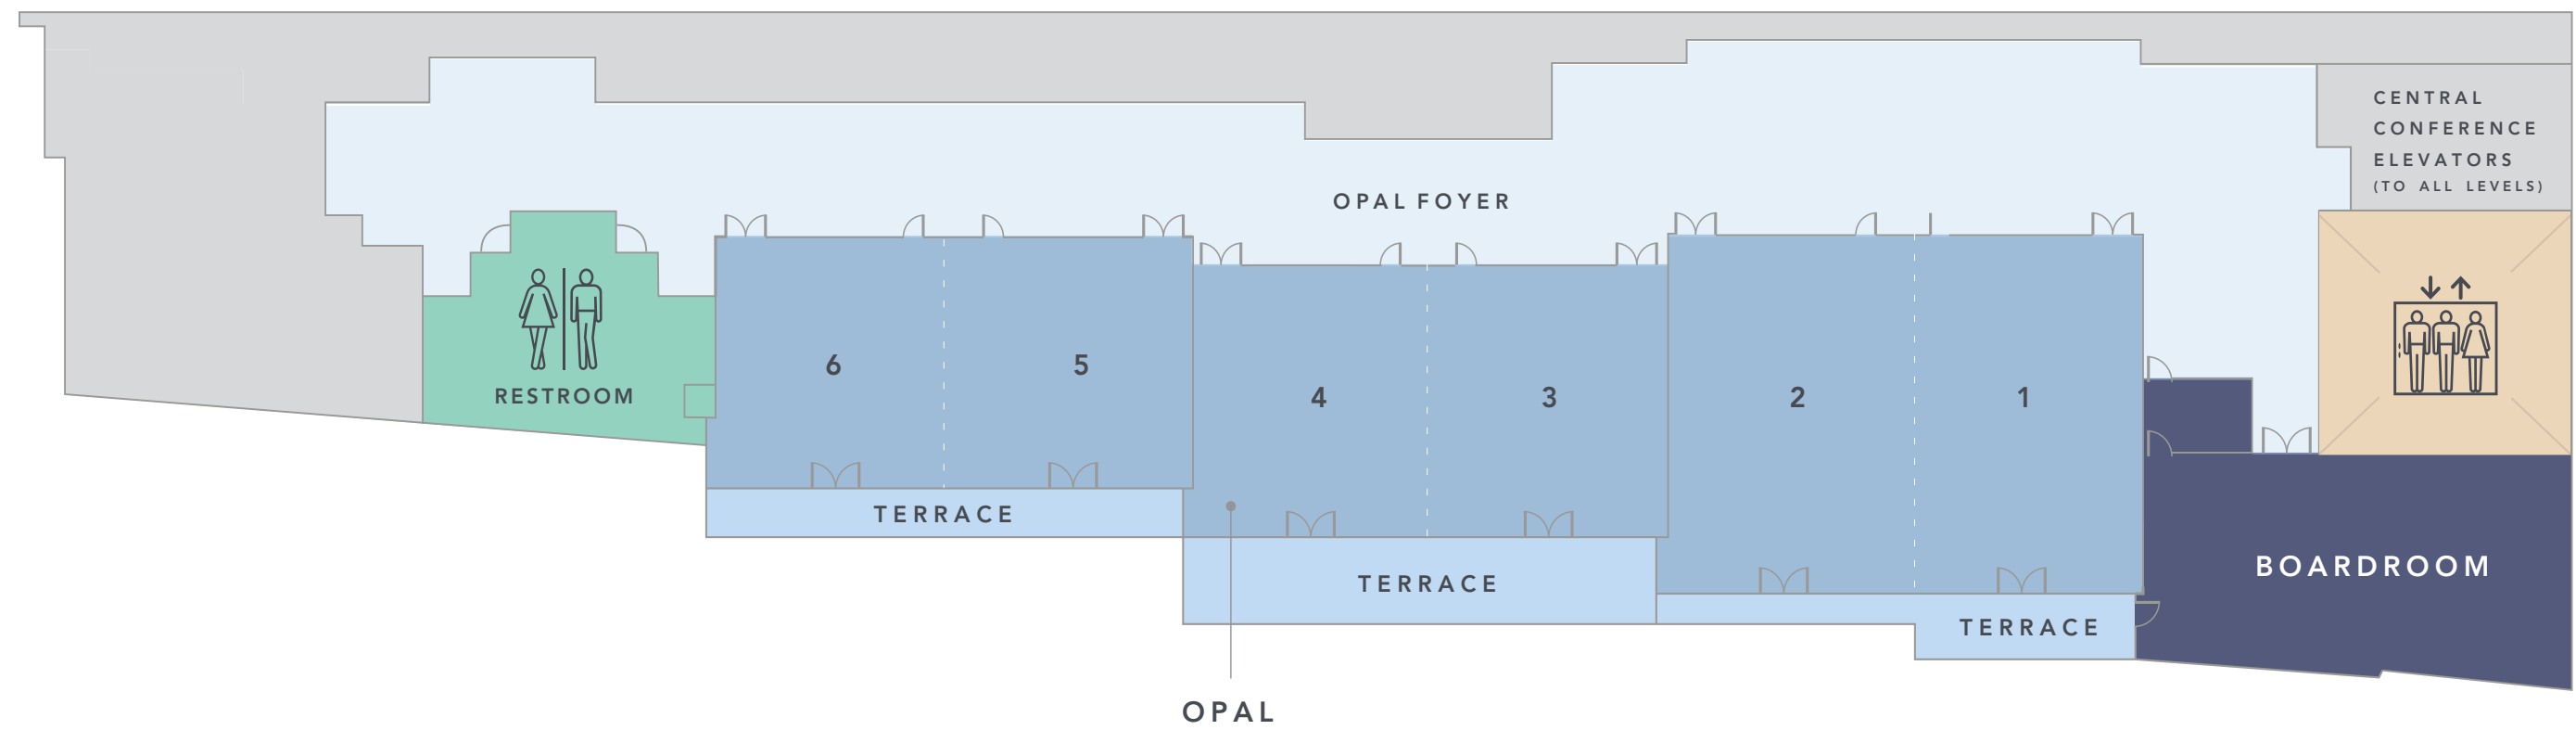 CENTRAL
CONFERENCE
ELEVATORS
(TO ALL LEVELS)
OPAL FOYER
RESTROOM
6
5
4
3
2
1
TERRACE
TERRACE
TERRACE
BOARDROOM
OPAL